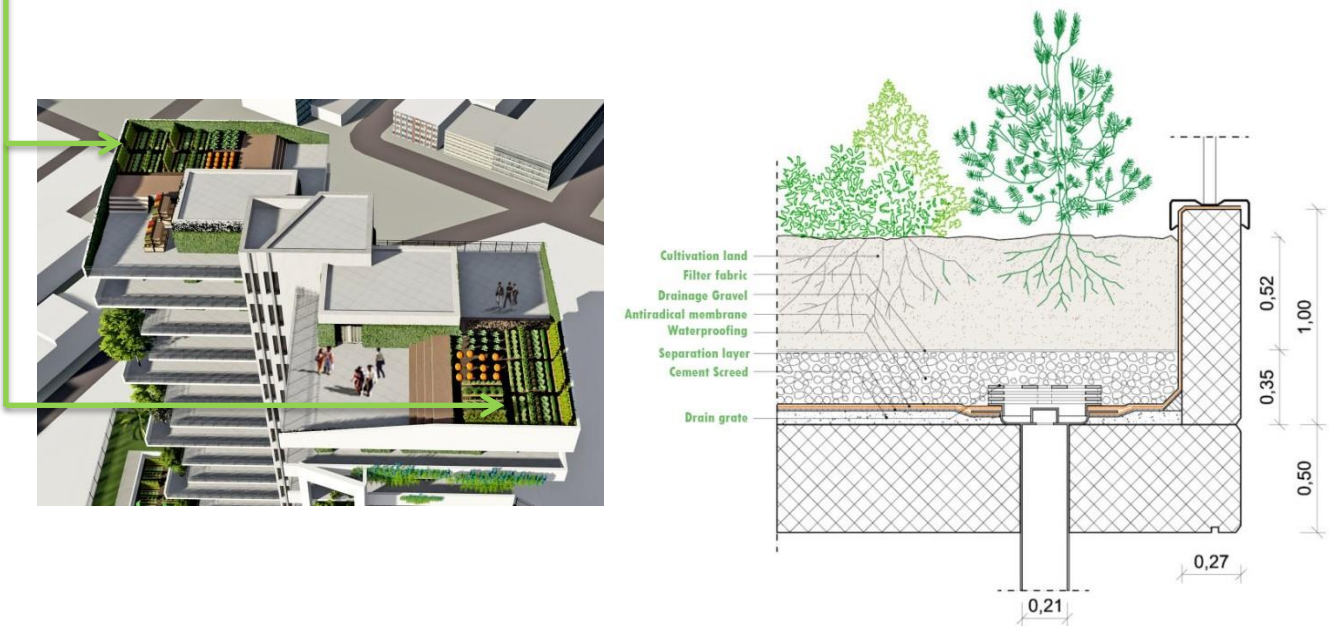 Cultivation land
Filter fabric
Drainage Gravel
Antiradical membrane
Waterproofing
Separation layer
Cement Screed
Drain grate
0,52
1,00
0,35
0,50
0,27
0,21